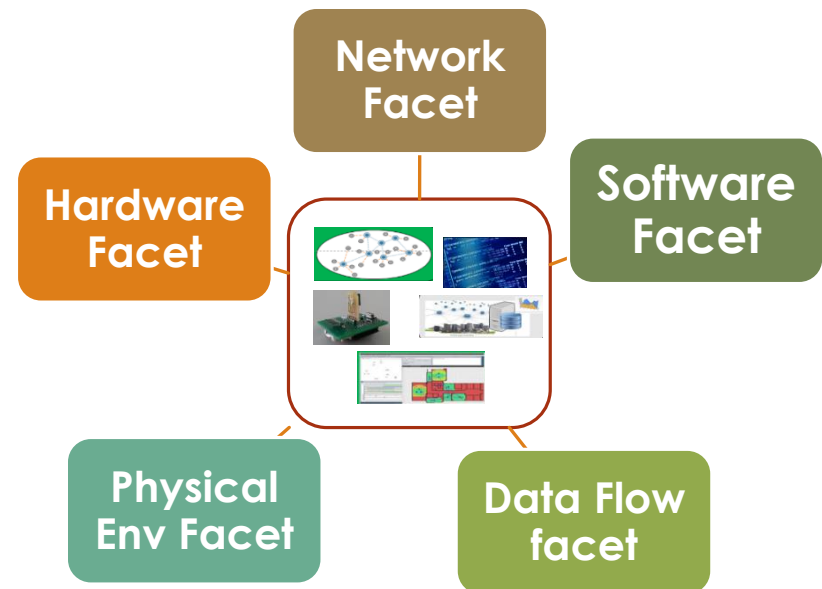 Network
Facet
Hardware
Facet
Software
Facet
Physical
Env Facet
Data Flow
facet